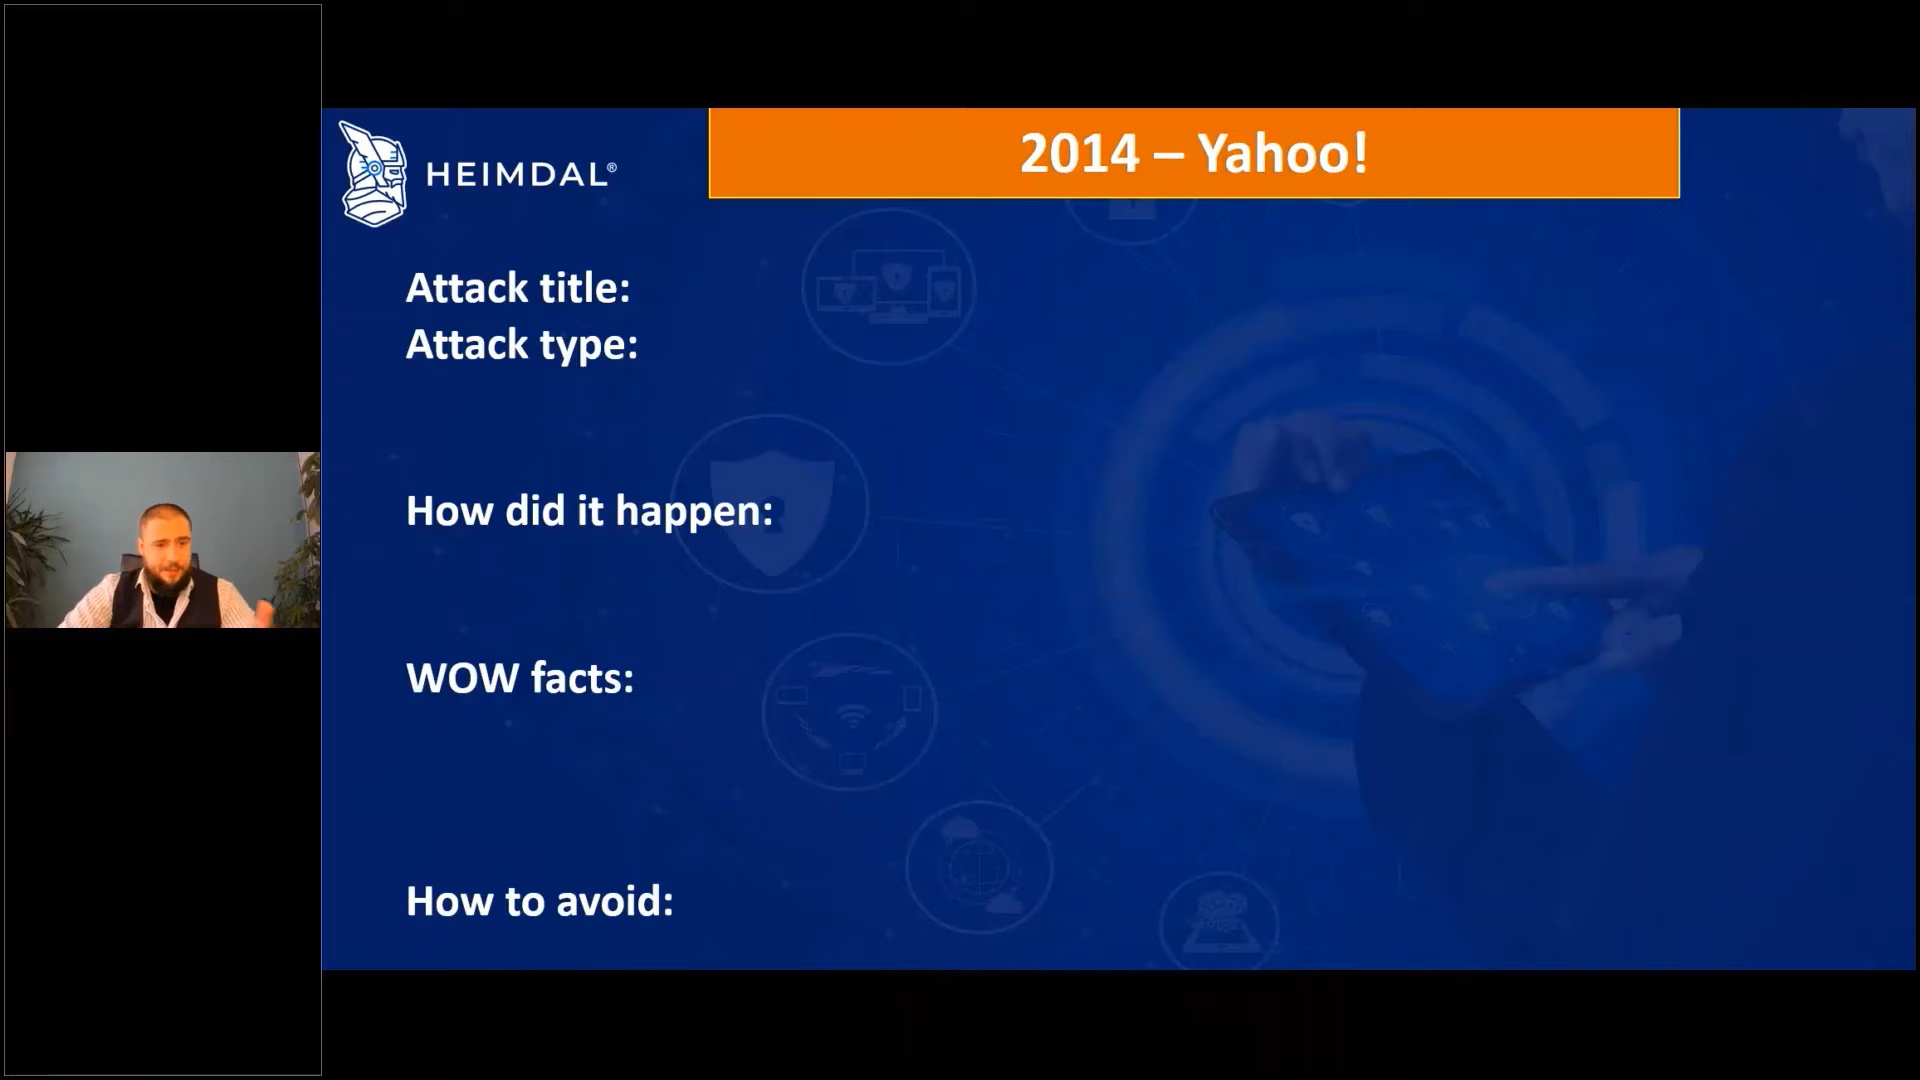 HEIMDAL®
2014 – Yahoo!
Attack title:
Attack type:
How did it happen:
WOW facts:
How to avoid: